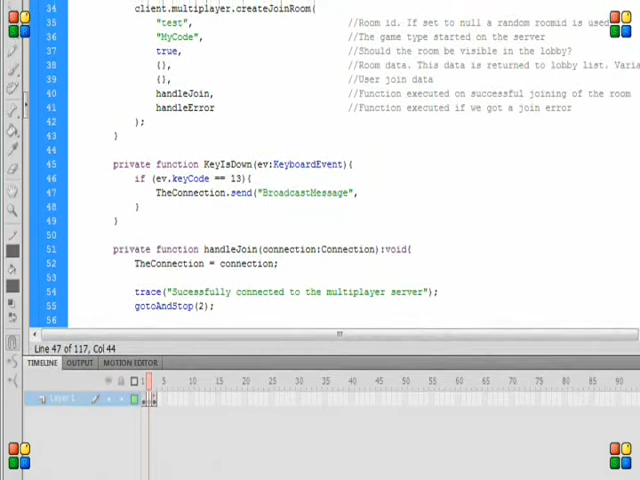 34 client.multiplayer.createJoinRoom(
35 "test", //Room id. If set to null a random roomid is used
36 "MyCode", //The game type started on the server
37 true, //Should the room be visible in the lobby?
38 {}, //Room data. This data is returned to lobby list. Varia
39 {}, //User join data
40 handleJoin, //Function executed on successful joining of the room
41 handleError //Function executed if we got a join error
42 );
43 }
44
45 private function KeyIsDown(ev:KeyboardEvent){
46 if (ev.keyCode == 13){
47 TheConnection.send("BroadcastMessage",
48 }
49 }
50
51 private function handleJoin(connection:Connection):void{
52 TheConnection = connection;
53
54 trace("Sucessfully connected to the multiplayer server");
55 gotoAndStop(2);
56
Line 47 of 117, Col 44
TIMELINE OUTPUT MOTION EDITOR
1 5 10 15 20 25 30 35 40 45 50 55 60 65 70 75 80 85 90
Layer 1